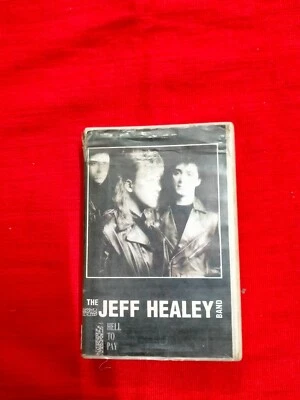 THE JEFF HEALEY BAND
HELL
TO
PAY